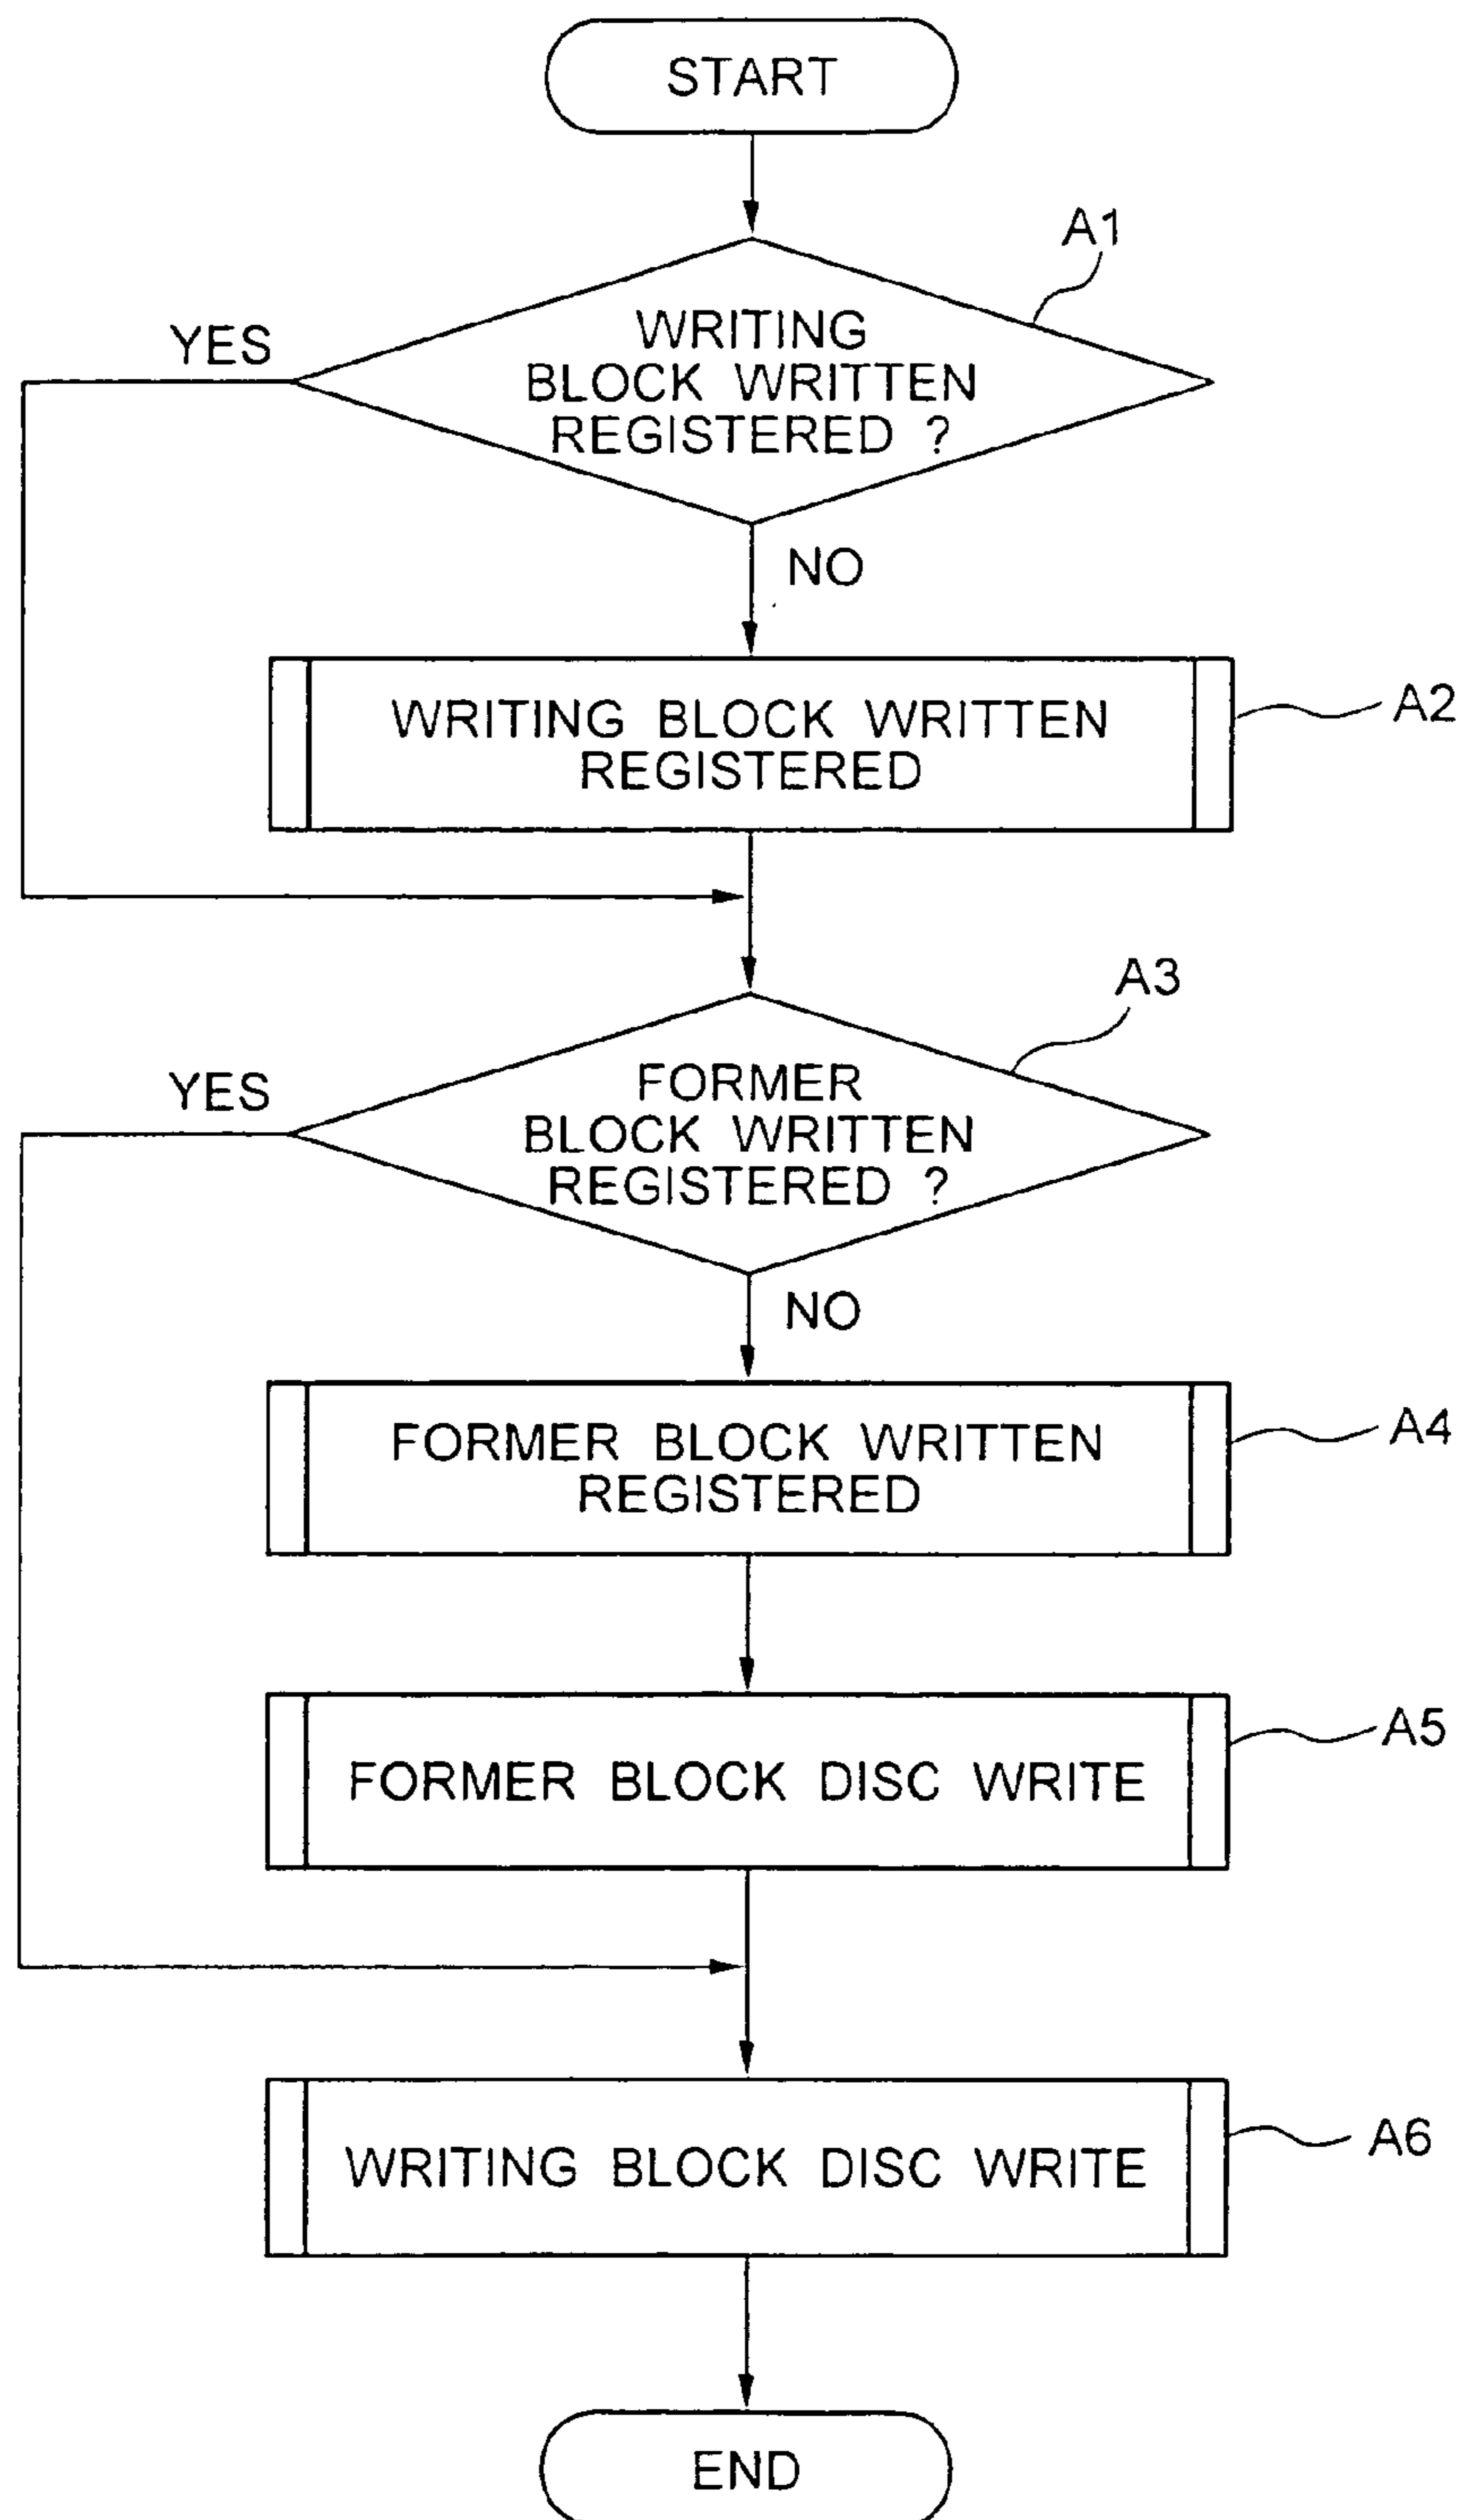 START
A1
YES
WRITING
BLOCK WRITTEN
REGISTERED ?
NO
WRITING BLOCK WRITTEN
REGISTERED
A2
A3
YES
FORMER
BLOCK WRITTEN
REGISTERED ?
NO
FORMER BLOCK WRITTEN
REGISTERED
A4
FORMER BLOCK DISC WRITE
A5
WRITING BLOCK DISC WRITE
A6
END